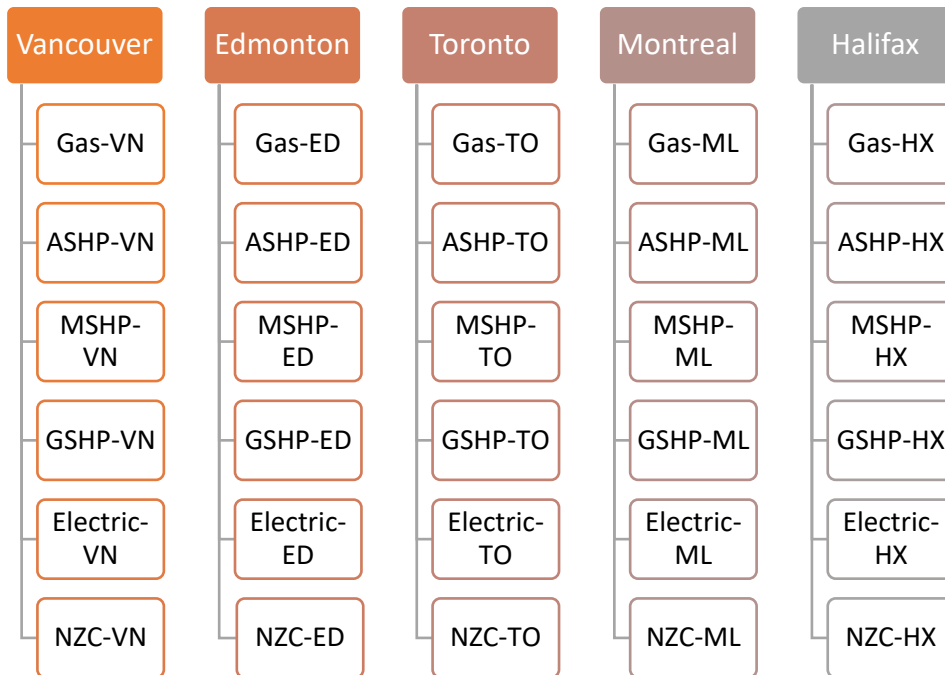 Vancouver
Gas-VN
ASHP-VN
MSHP-
VN
GSHP-VN
Electric-
VN
NZC-VN
Edmonton
Gas-ED
ASHP-ED
MSHP-
ED
GSHP-ED
Electric-
ED
NZC-ED
Toronto
Gas-TO
ASHP-TO
MSHP-
TO
GSHP-TO
Electric-
TO
NZC-TO
Montreal
Gas-ML
ASHP-ML
MSHP-
ML
GSHP-ML
Electric-
ML
NZC-ML
Halifax
Gas-HX
ASHP-HX
MSHP-
HX
GSHP-HX
Electric-
HX
NZC-HX